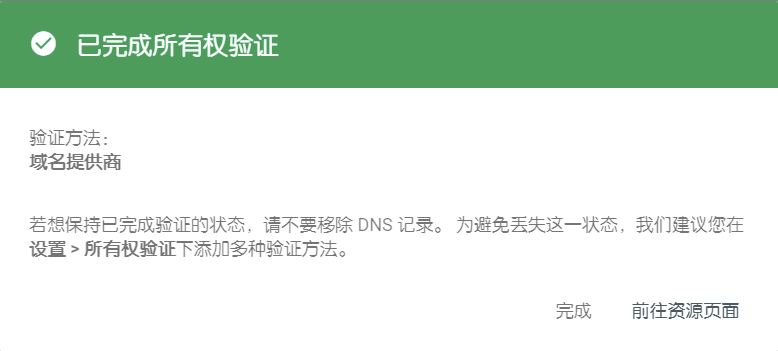 已完成所有权验证
验证方法：
域名提供商
若想保持已完成验证的状态，请不要移除 DNS 记录。 为避免丢失这一状态，我们建议您在
设置 > 所有权验证下添加多种验证方法。
完成 前往资源页面